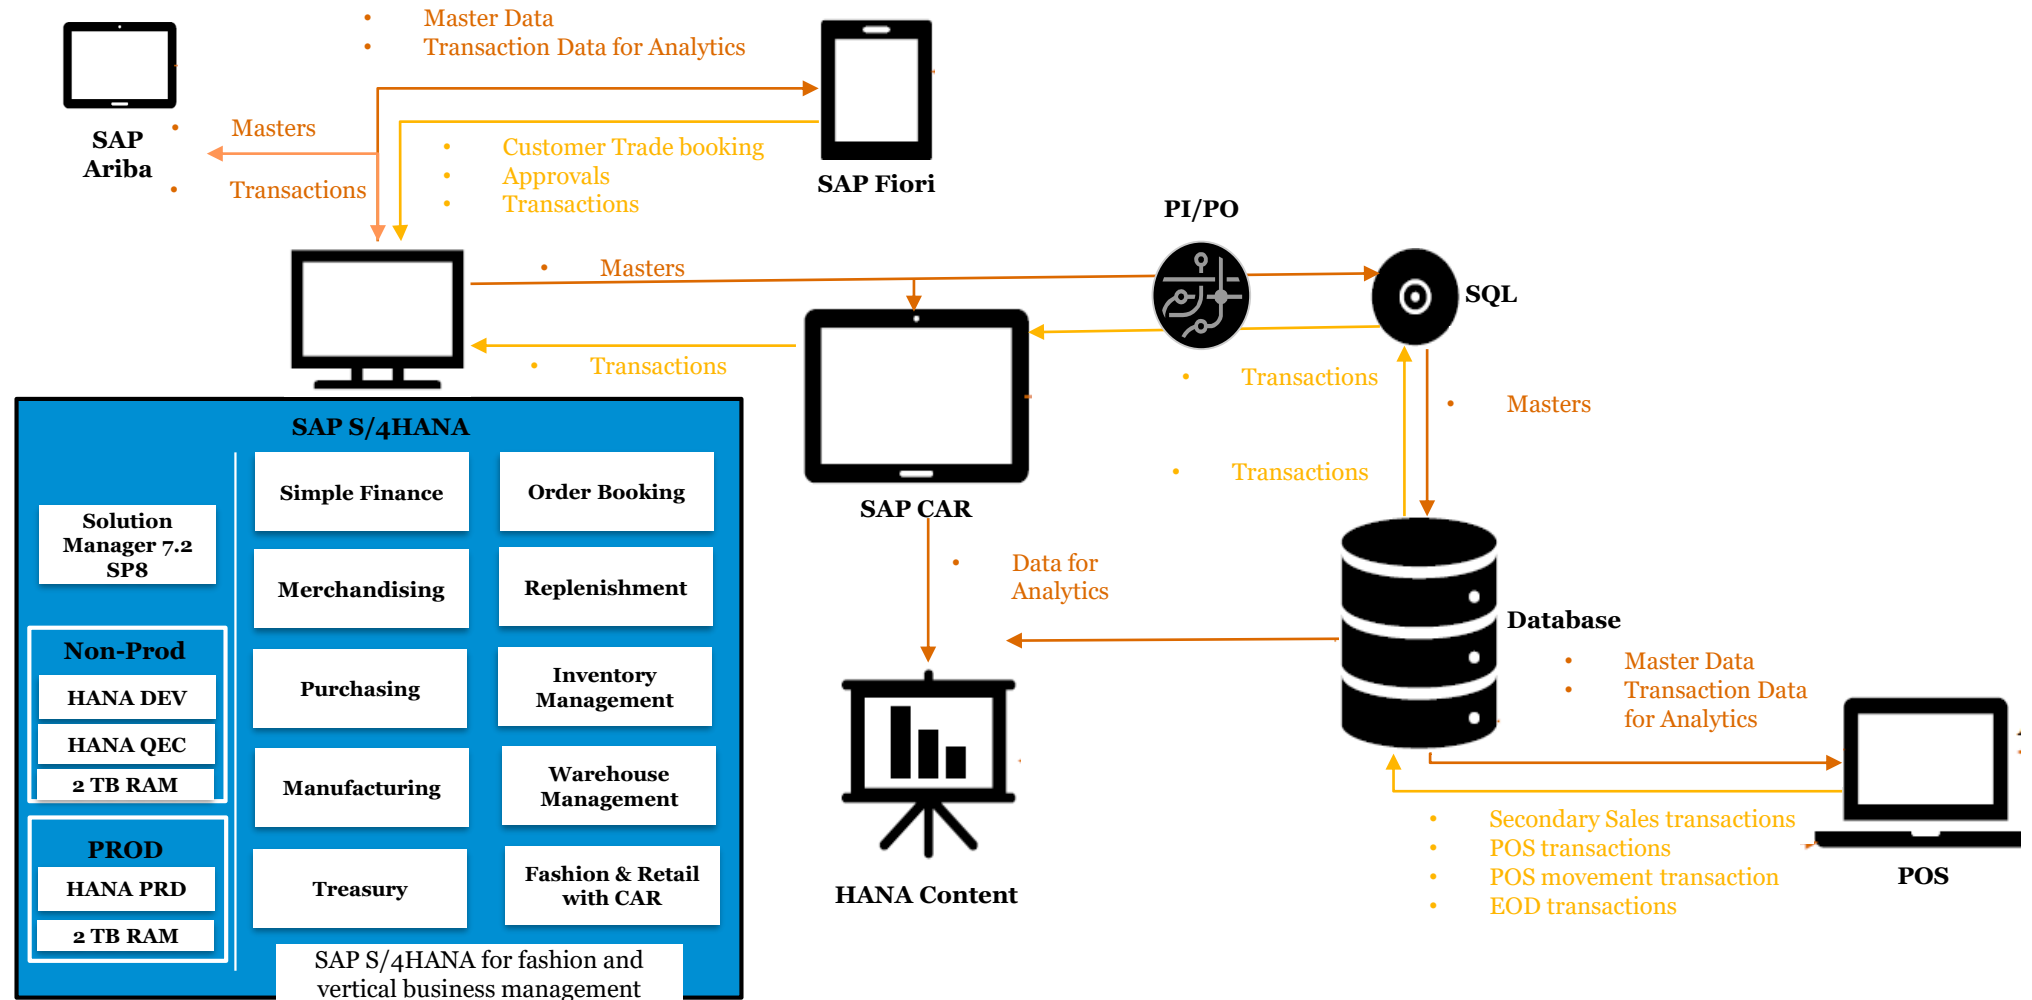 • Master Data
• Transaction Data for Analytics
SAP
Ariba
• Masters
• Transactions
• Customer Trade booking
• Approvals
• Transactions
SAP Fiori
PI/PO
• Masters
SQL
• Transactions
• Transactions
• Masters
• Transactions
SAP CAR
• Data for
Analytics
Database
• Master Data
• Transaction Data
for Analytics
• Secondary Sales transactions
• POS transactions
• POS movement transaction
• EOD transactions
POS
HANA Content
SAP S/4HANA
Solution
Manager 7.2
SP8
Non-Prod
HANA DEV
HANA QEC
2 TB RAM
PROD
HANA PRD
2 TB RAM
Simple Finance
Order Booking
Merchandising
Replenishment
Purchasing
Inventory
Management
Manufacturing
Warehouse
Management
Treasury
Fashion & Retail
with CAR
SAP S/4HANA for fashion and
vertical business management